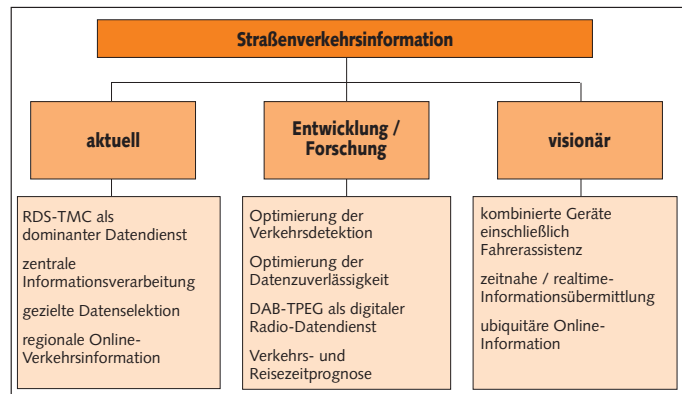 Straßenverkehrsinformation
aktuell
Entwicklung /
Forschung
visionär
RDS-TMC als
dominanter Datendienst
zentrale
Informationsverarbeitung
gezielte Datenselektion
regionale Online-
Verkehrsinformation
Optimierung der
Verkehrsdetektion
Optimierung der
Datenzuverlässigkeit
DAB-TPEG als digitaler
Radio-Datendienst
Verkehrs- und
Reisezeitprognose
kombinierte Geräte
einschließlich
Fahrerassistenz
zeitnahe / realtime-
Informationsübermittlung
ubiquitäre Online-
Information